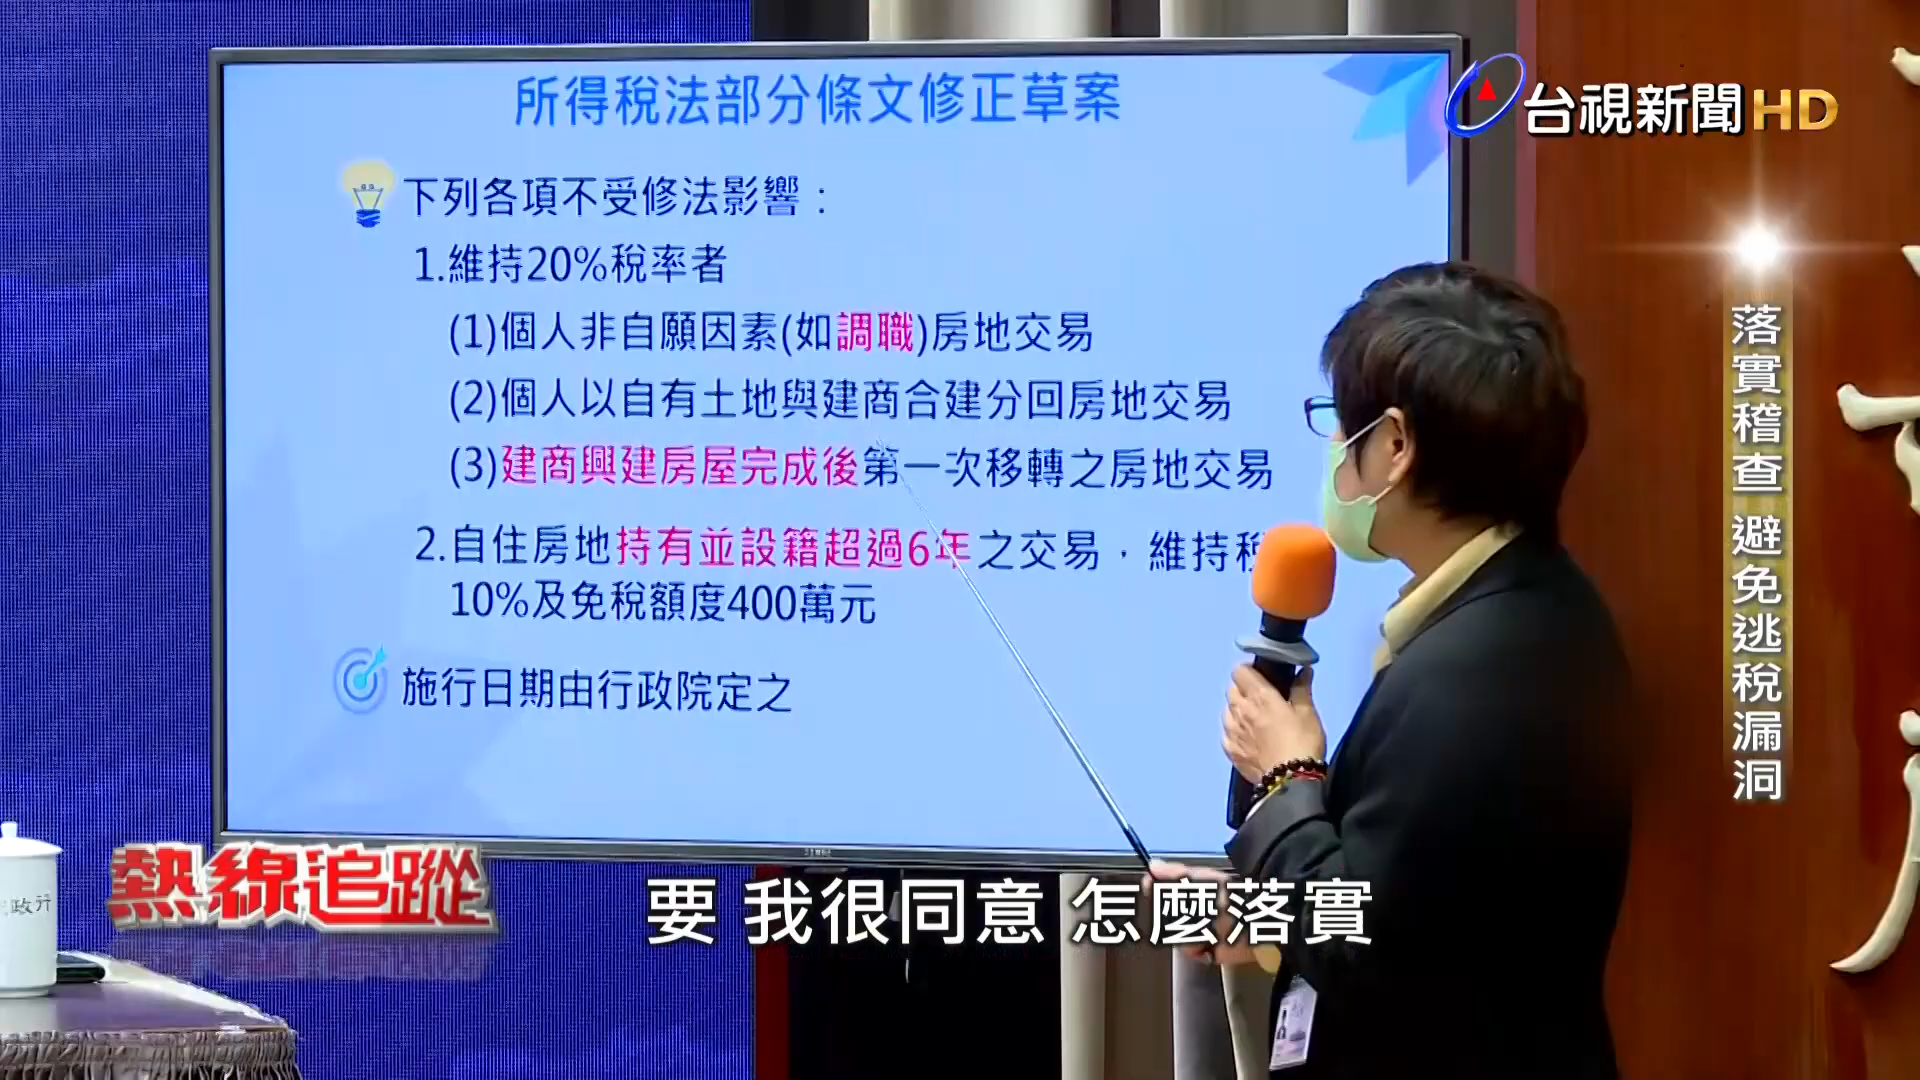 所得稅法部分條文修正草案
台視新聞HD
下列各項不受修法影響：
1.維持20%稅率者
(1)個人非自願因素(如調職)房地交易
(2)個人以自有土地與建商合建分回房地交易
(3)建商興建房屋完成後第一次移轉之房地交易
2.自住房地持有並設籍超過6年之交易，維持稅
10%及免稅額度400萬元
施行日期由行政院定之
落實稽查 避免逃稅漏洞
政行
熱線追蹤
要 我很同意 怎麼落實